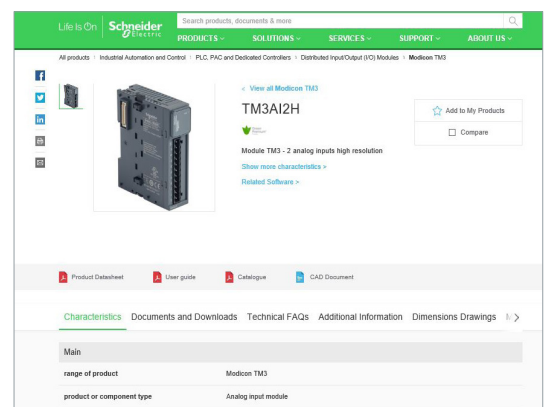 Life Is On
Schneider
Electric
Search products, documents & more
PRODUCTS
SOLUTIONS
SERVICES
SUPPORT
ABOUT US
All products
Industrial Automation and Control
PLC, PAC and Dedicated Controllers
Distributed Input/Output (I/O) Modules
Modicon TM3
< View all Modicon TM3
TM3AI2H
Module TM3 - 2 analog inputs high resolution
Show more characteristics >
Related Software >
Add to My Products
Compare
Product Datasheet
User guide
Catalogue
CAD Document
Characteristics
Documents and Downloads
Technical FAQs
Additional Information
Dimensions Drawings
Main
range of product
Modicon TM3
product or component type
Analog input module